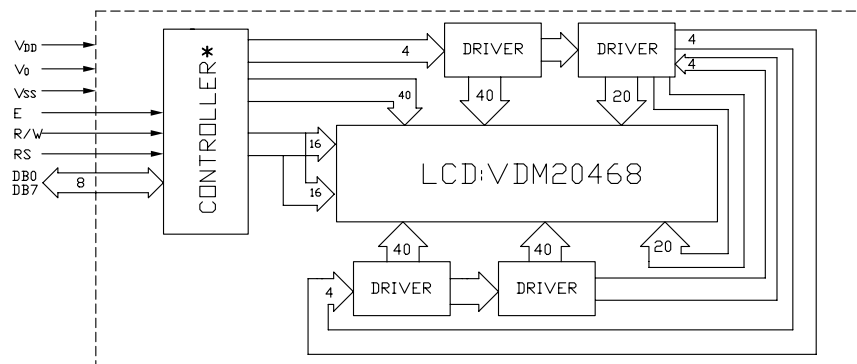 VDD
V0
VSS
E
R/W
RS
DB0
DB7
8
CONTROLLER*
4
DRIVER
DRIVER
4
4
40
40
20
16
16
LCD:VDM20468
40
40
20
4
DRIVER
DRIVER